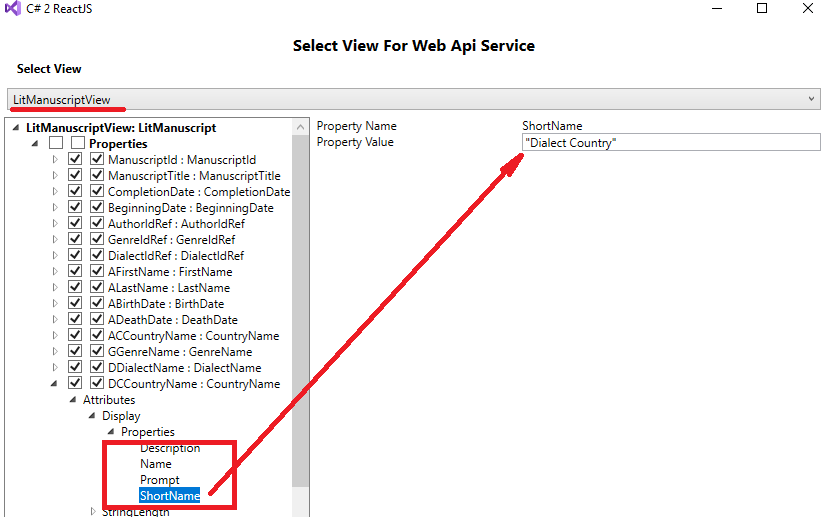 C# 2 ReactJS
Select View For Web Api Service
Select View
LitManuscriptView
LitManuscriptView: LitManuscript
Properties
ManuscriptId : ManuscriptId
ManuscriptTitle : ManuscriptTitle
CompletionDate : CompletionDate
BeginningDate : BeginningDate
AuthorIdRef : AuthorIdRef
GenreIdRef : GenreIdRef
DialectIdRef : DialectIdRef
AFirstName : FirstName
ALastName : LastName
ABirthDate : BirthDate
ADeathDate : DeathDate
ACCountryName : CountryName
GGenreName : GenreName
DDialectName : DialectName
DCCountryName : CountryName
Attributes
Display
Properties
Description
Name
Prompt
ShortName
StringLength
Property Name ShortName
Property Value "Dialect Country"